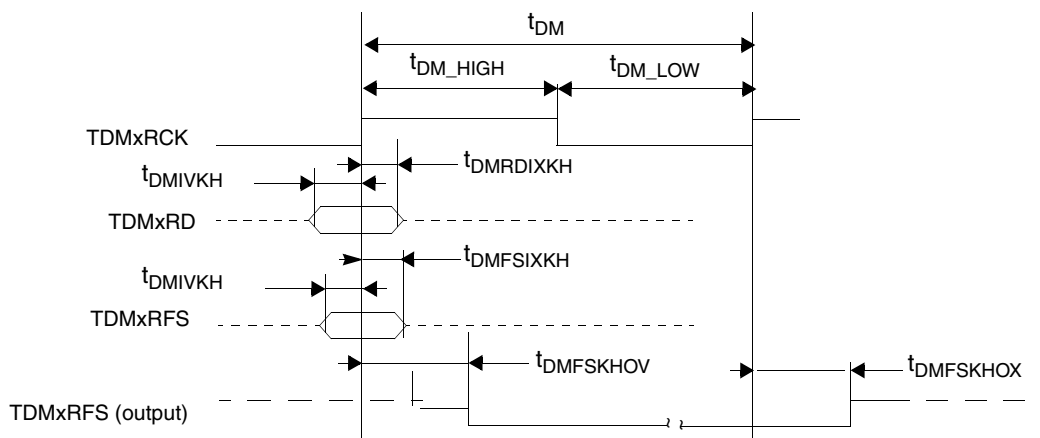 tDM
tDM_HIGH
tDM_LOW
TDMxRCK
tDMRDIXKH
tDMIVKH
TDMxRD
tDMFSIXKH
tDMIVKH
TDMxRFS
tDMFSKHOV
tDMFSKHOX
TDMxRFS (output)